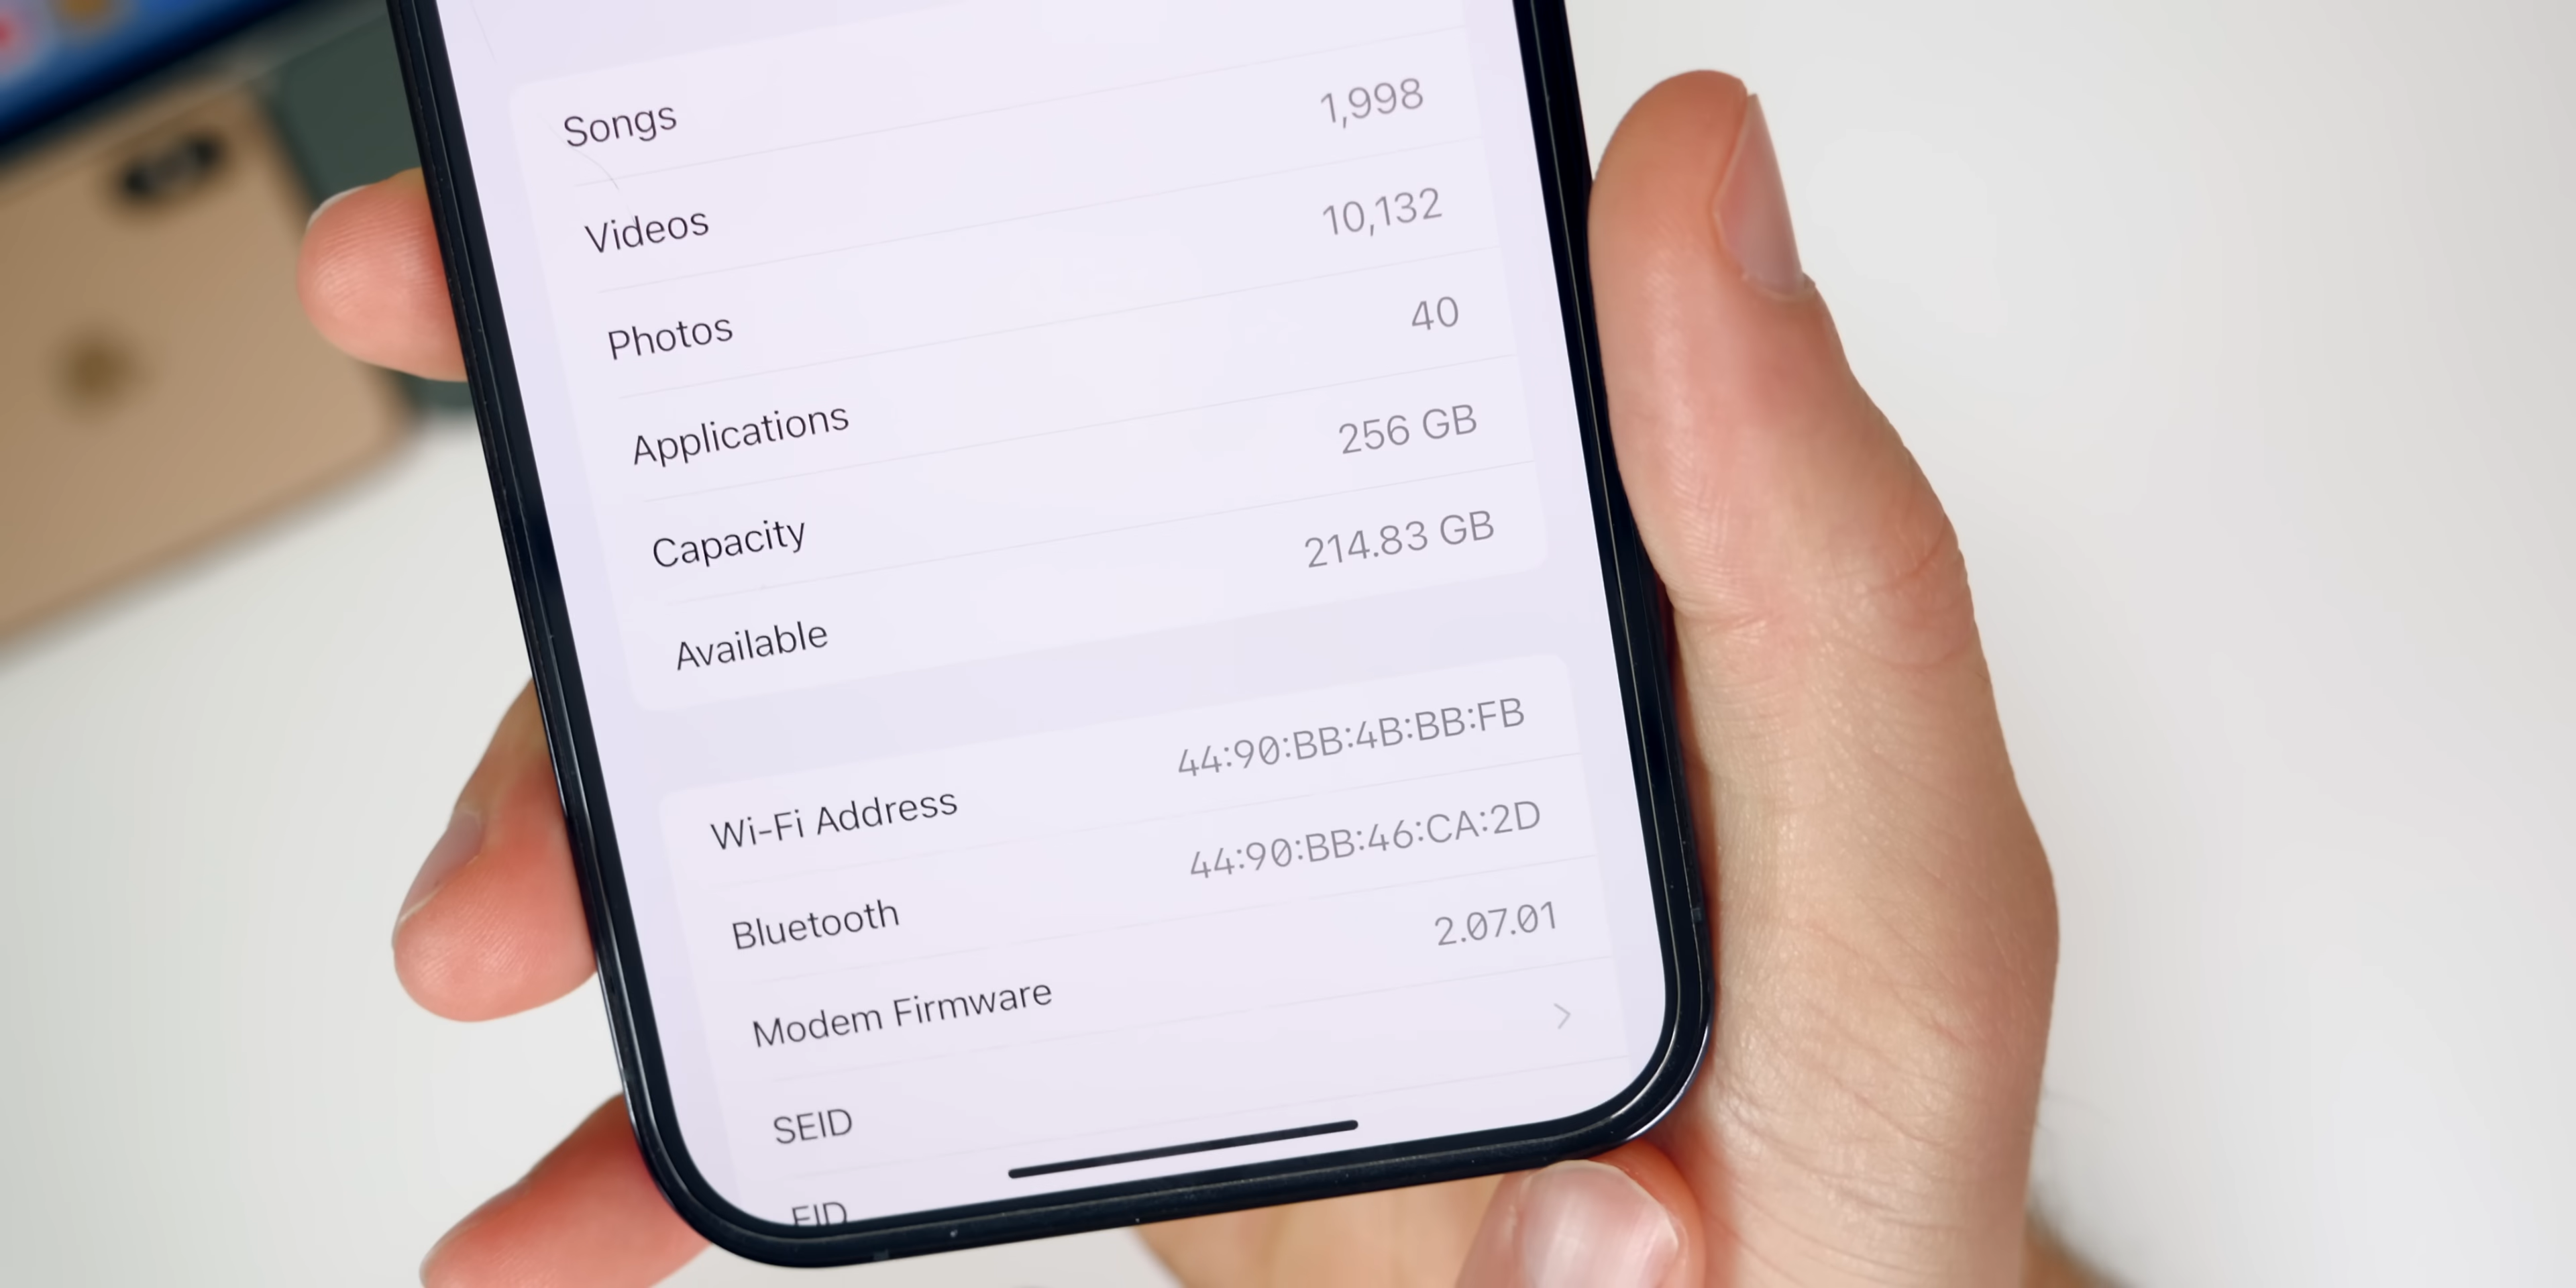 Songs
Videos 1,998
Photos 10,132
Applications 40
Capacity 256 GB
Available 214.83 GB
Wi-Fi Address 44:90:BB:4B:BB:FB
Bluetooth 44:90:BB:46:CA:2D
Modem Firmware 2.07.01
SEID
EID